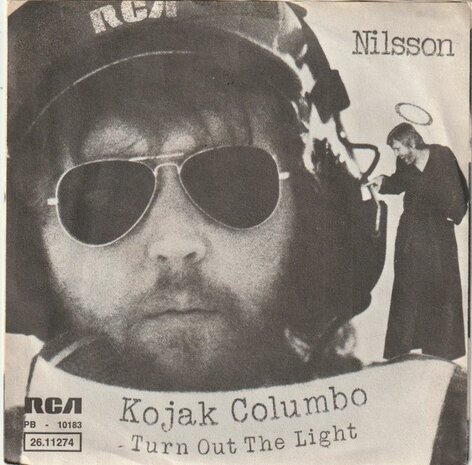 RCA
Nilsson
Kojak Columbo
- Turn Out The Light
RCA
PB - 10183
26.11274